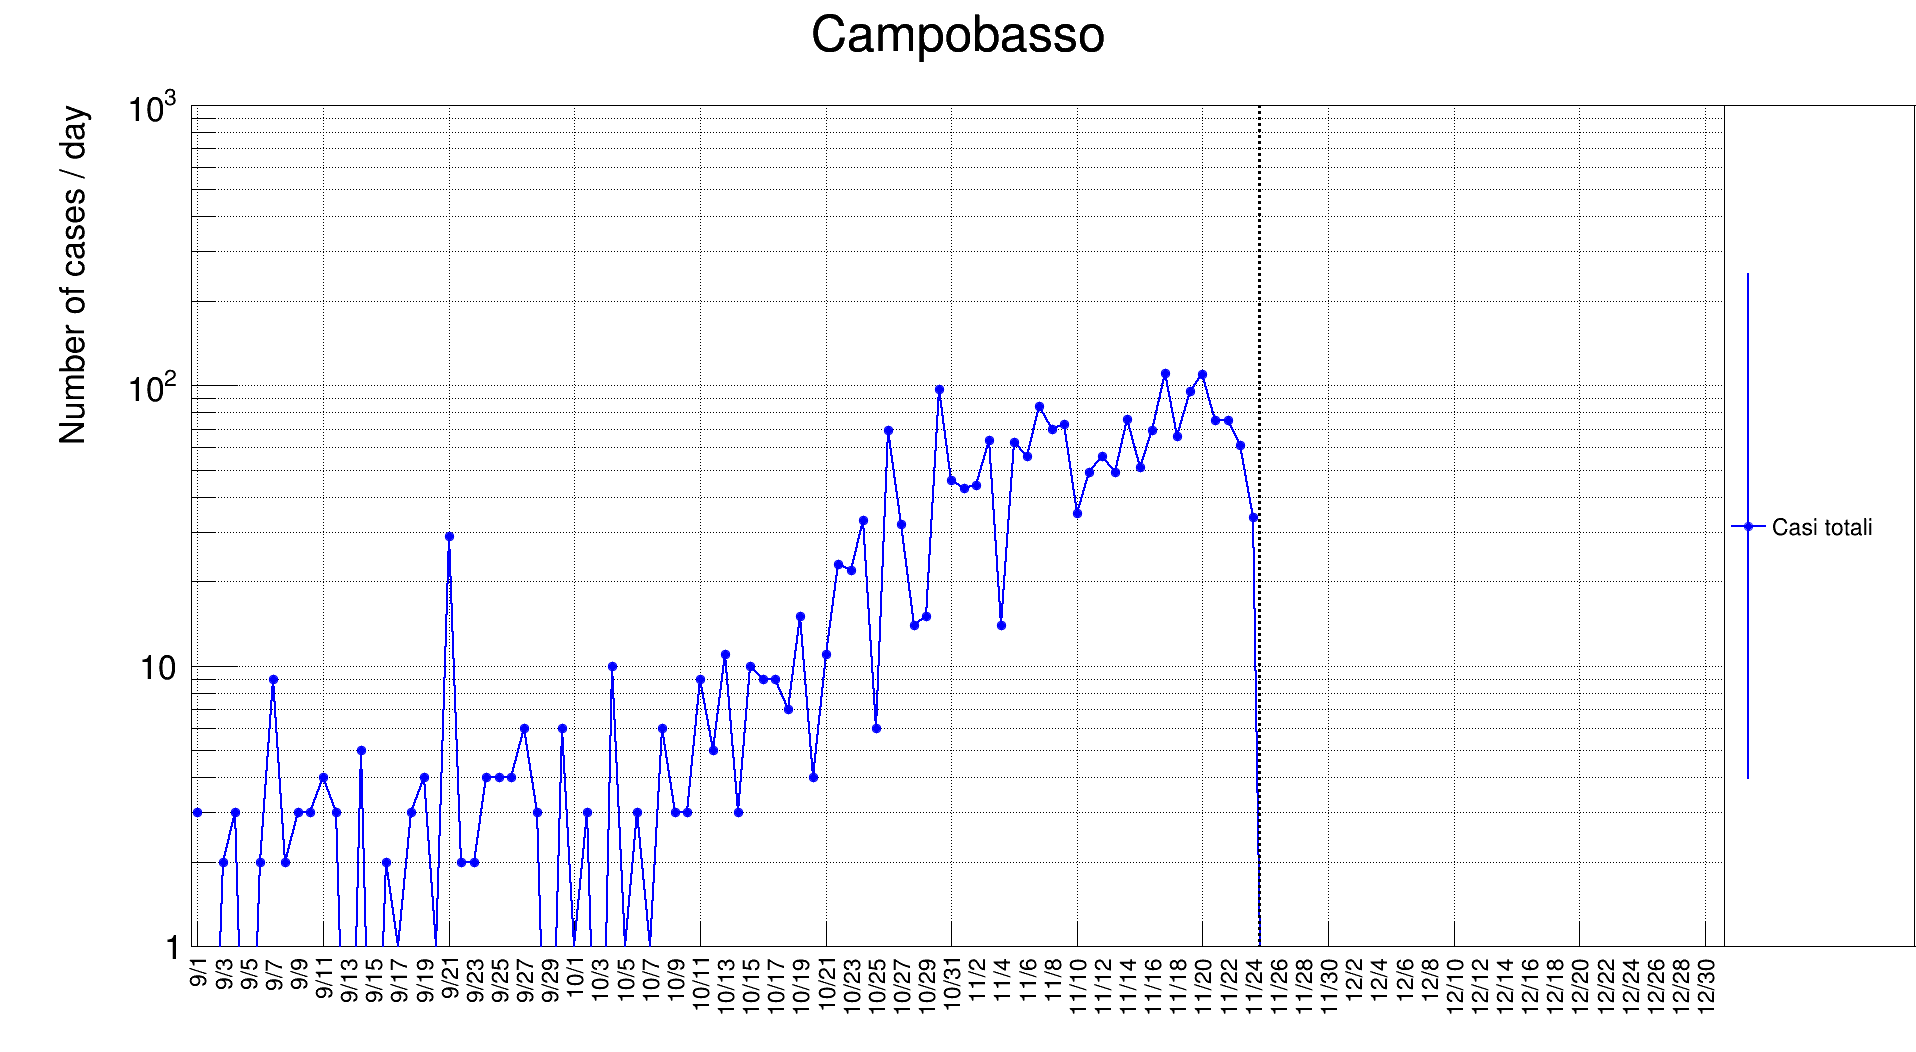 Campobasso
Number of cases / day
10³
10²
10
1
9/1 9/3 9/5 9/7 9/9 9/11 9/13 9/15 9/17 9/19 9/21 9/23 9/25 9/27 9/29 10/1 10/3 10/5 10/7 10/9 10/11 10/13 10/15 10/17 10/19 10/21 10/23 10/25 10/27 10/29 10/31 11/2 11/4 11/6 11/8 11/10 11/12 11/14 11/16 11/18 11/20 11/22 11/24 11/26 11/28 11/30 12/2 12/4 12/6 12/8 12/10 12/12 12/14 12/16 12/18 12/20 12/22 12/24 12/26 12/28 12/30
Casi totali